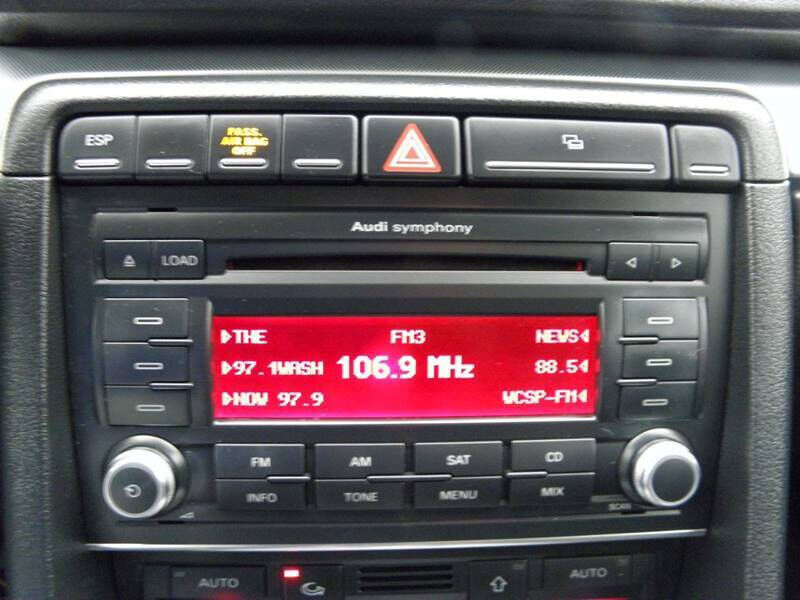 ESP
PASS.
AIR BAG
OFF
Audi symphony
LOAD
THE FM3 NEWS
97.1WASH 106.9 MHz 88.5
NOW 97.9 WCSP-FM
FM AM SAT CD
INFO TONE MENU MIX
SCAN
AUTO AUTO